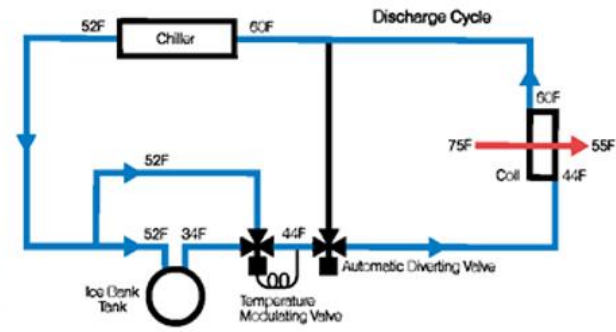 Discharge Cycle
52F
Chiller
60F
60F
75F
55F
Coil
44F
52F
52F
34F
44F
Automatic Diverting Valve
Ice Bank
Tank
Temperature
Modulating Valve